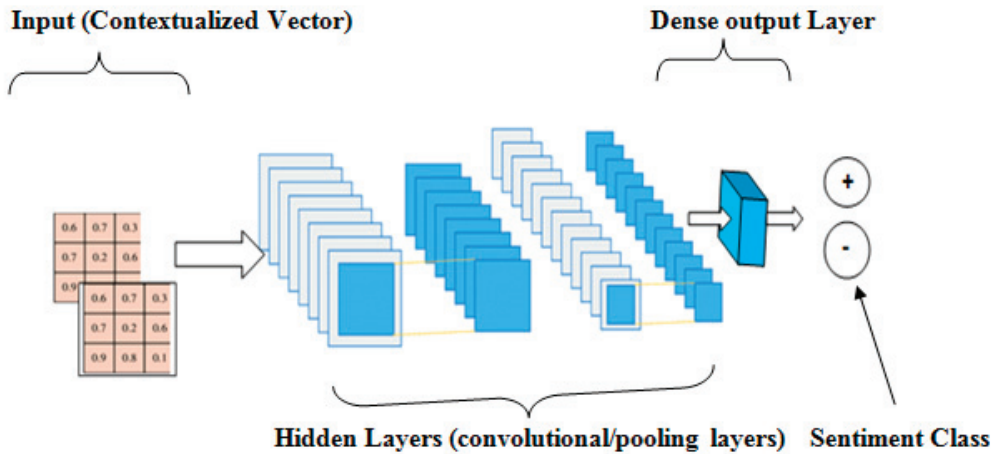 Input (Contextualized Vector)
Dense output Layer
0.6 0.7 0.3
0.7 0.2 0.6
0.9
0.6 0.7 0.3
0.7 0.2 0.6
0.9 0.8 0.1
+
-
Hidden Layers (convolutional/pooling layers)
Sentiment Class